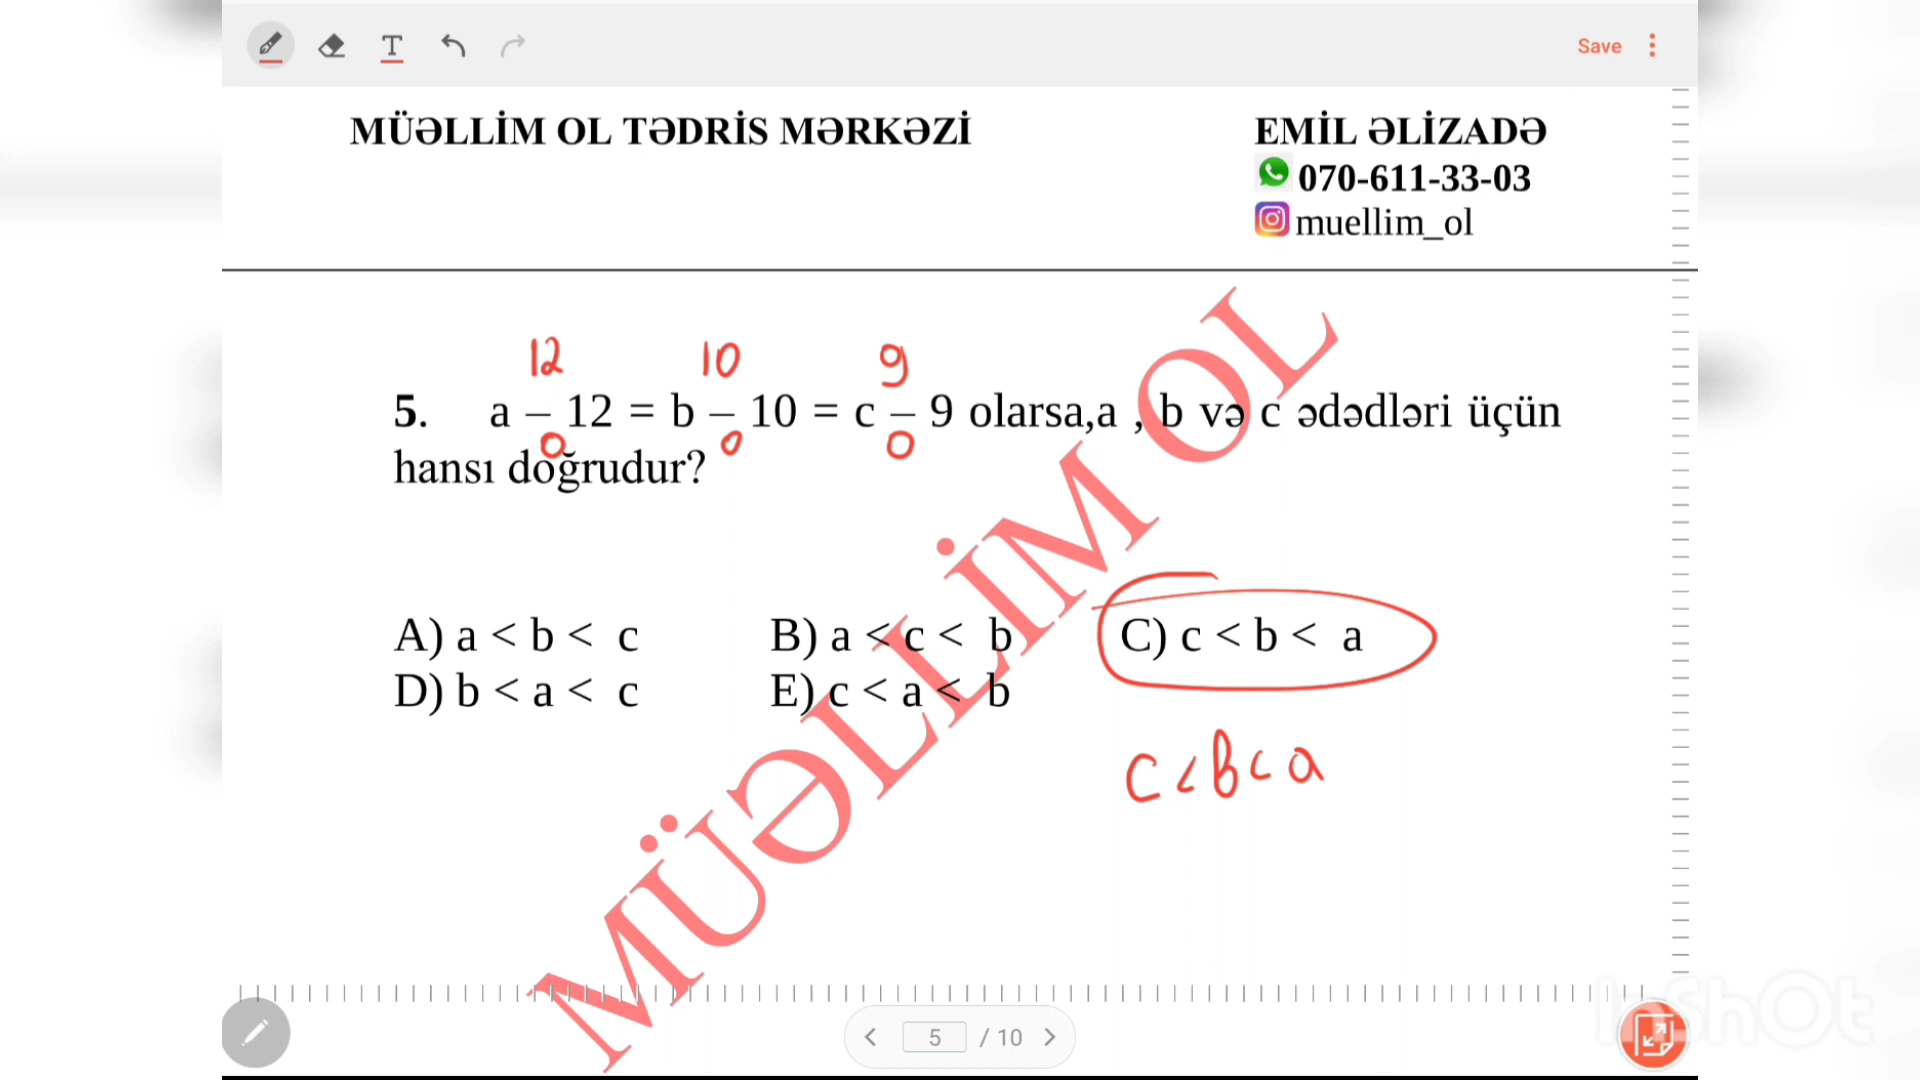 Save
MÜƏLLİM OL TƏDRİS MƏRKƏZİ
EMİL ƏLİZADƏ
070-611-33-03
muellim_ol
12 10 9
5. a – 12 = b – 10 = c – 9 olarsa,a , b və c ədədləri üçün
0 0 0
hansı doğrudur?
A) a < b < c B) a < c < b C) c < b < a
D) b < a < c E) c < a < b
c < b < a
MÜƏLLİM OL
5 / 10
InShOt